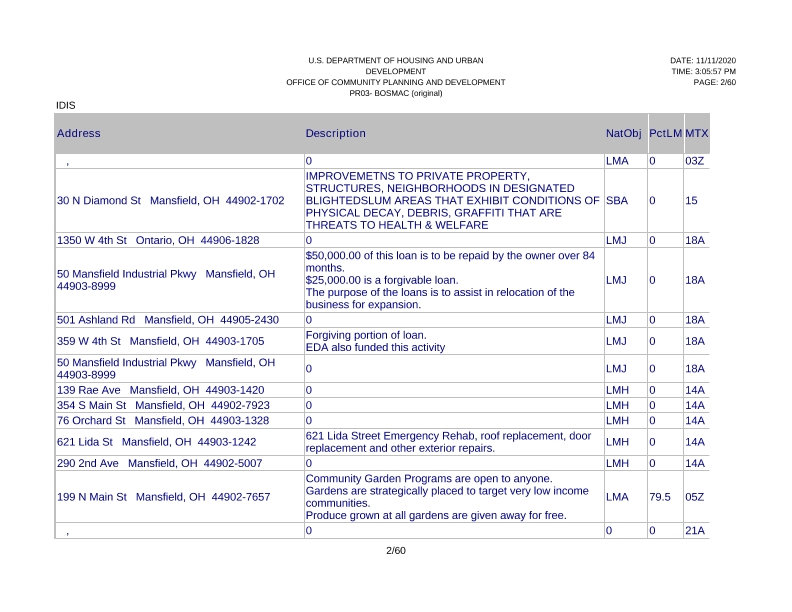 U.S. DEPARTMENT OF HOUSING AND URBAN
DEVELOPMENT
OFFICE OF COMMUNITY PLANNING AND DEVELOPMENT
PR03- BOSMAC (original)
DATE: 11/11/2020
TIME: 3:05:57 PM
PAGE: 2/60
IDIS
Address Description NatObj PctLM MTX
, 0 LMA 0 03Z
30 N Diamond St Mansfield, OH 44902-1702
IMPROVEMETNS TO PRIVATE PROPERTY,
STRUCTURES, NEIGHBORHOODS IN DESIGNATED
BLIGHTEDSLUM AREAS THAT EXHIBIT CONDITIONS OF
PHYSICAL DECAY, DEBRIS, GRAFFITI THAT ARE
THREATS TO HEALTH & WELFARE
SBA 0 15
1350 W 4th St Ontario, OH 44906-1828 0 LMJ 0 18A
50 Mansfield Industrial Pkwy Mansfield, OH
44903-8999
$50,000.00 of this loan is to be repaid by the owner over 84
months.
$25,000.00 is a forgivable loan.
The purpose of the loans is to assist in relocation of the
business for expansion.
LMJ 0 18A
501 Ashland Rd Mansfield, OH 44905-2430 0 LMJ 0 18A
359 W 4th St Mansfield, OH 44903-1705
Forgiving portion of loan.
EDA also funded this activity
LMJ 0 18A
50 Mansfield Industrial Pkwy Mansfield, OH
44903-8999
0 LMJ 0 18A
139 Rae Ave Mansfield, OH 44903-1420 0 LMH 0 14A
354 S Main St Mansfield, OH 44902-7923 0 LMH 0 14A
76 Orchard St Mansfield, OH 44903-1328 0 LMH 0 14A
621 Lida St Mansfield, OH 44903-1242
621 Lida Street Emergency Rehab, roof replacement, door
replacement and other exterior repairs.
LMH 0 14A
290 2nd Ave Mansfield, OH 44902-5007 0 LMH 0 14A
199 N Main St Mansfield, OH 44902-7657
Community Garden Programs are open to anyone.
Gardens are strategically placed to target very low income
communities.
Produce grown at all gardens are given away for free.
LMA 79.5 05Z
, 0 0 0 21A
2/60